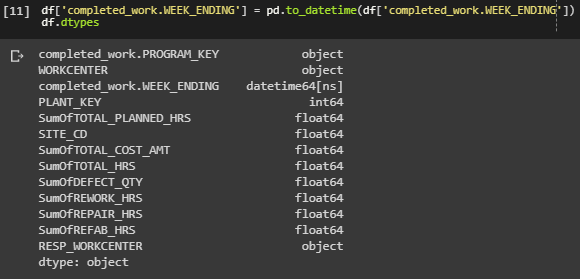 [11] df['completed_work.WEEK_ENDING'] = pd.to_datetime(df['completed_work.WEEK_ENDING'])
df.dtypes
completed_work.PROGRAM_KEY object
WORKCENTER object
completed_work.WEEK_ENDING datetime64[ns]
PLANT_KEY int64
SumOfTOTAL_PLANNED_HRS float64
SITE_CD float64
SumOfTOTAL_COST_AMT float64
SumOfTOTAL_HRS float64
SumOfDEFECT_QTY float64
SumOfREWORK_HRS float64
SumOfREPAIR_HRS float64
SumOfREFAB_HRS float64
RESP_WORKCENTER object
dtype: object